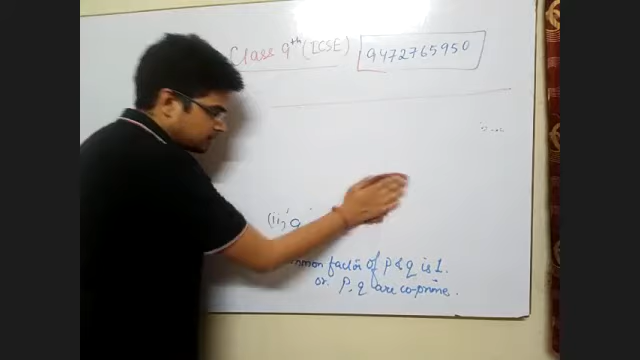 Class 9th (ICSE) 9472765950
(ii) q
common factor of p & q is 1.
or p, q are co-prime.